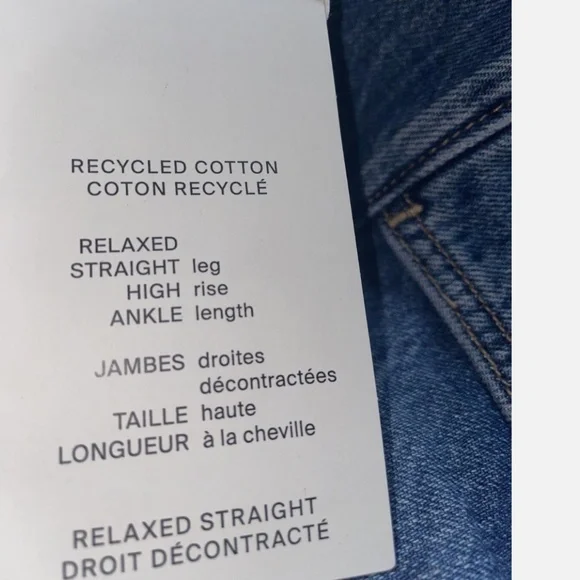 RECYCLED COTTON
COTON RECYCLÉ
RELAXED
STRAIGHT leg
HIGH rise
ANKLE length
JAMBES droites
décontractées
TAILLE haute
LONGUEUR à la cheville
RELAXED STRAIGHT
DROIT DÉCONTRACTÉ